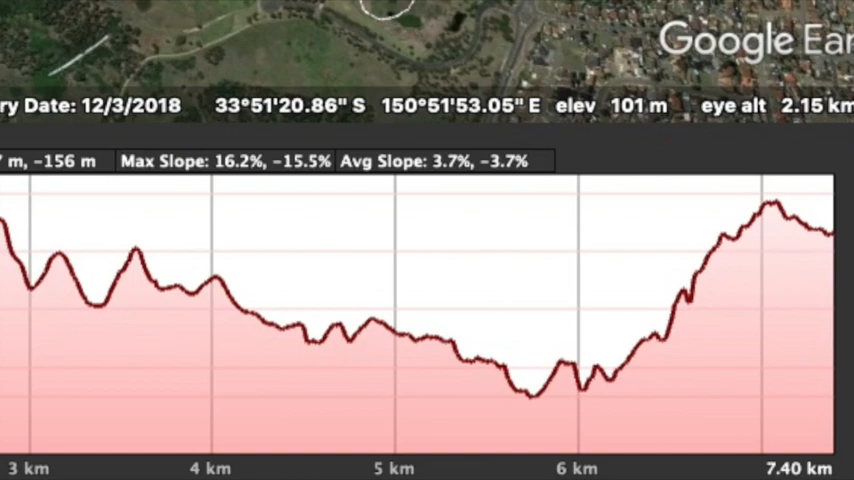 Google Ear
ry Date: 12/3/2018 33°51'20.86" S 150°51'53.05" E elev 101 m eye alt 2.15 km
m, -156 m Max Slope: 16.2%, -15.5% Avg Slope: 3.7%, -3.7%
3 km 4 km 5 km 6 km 7.40 km